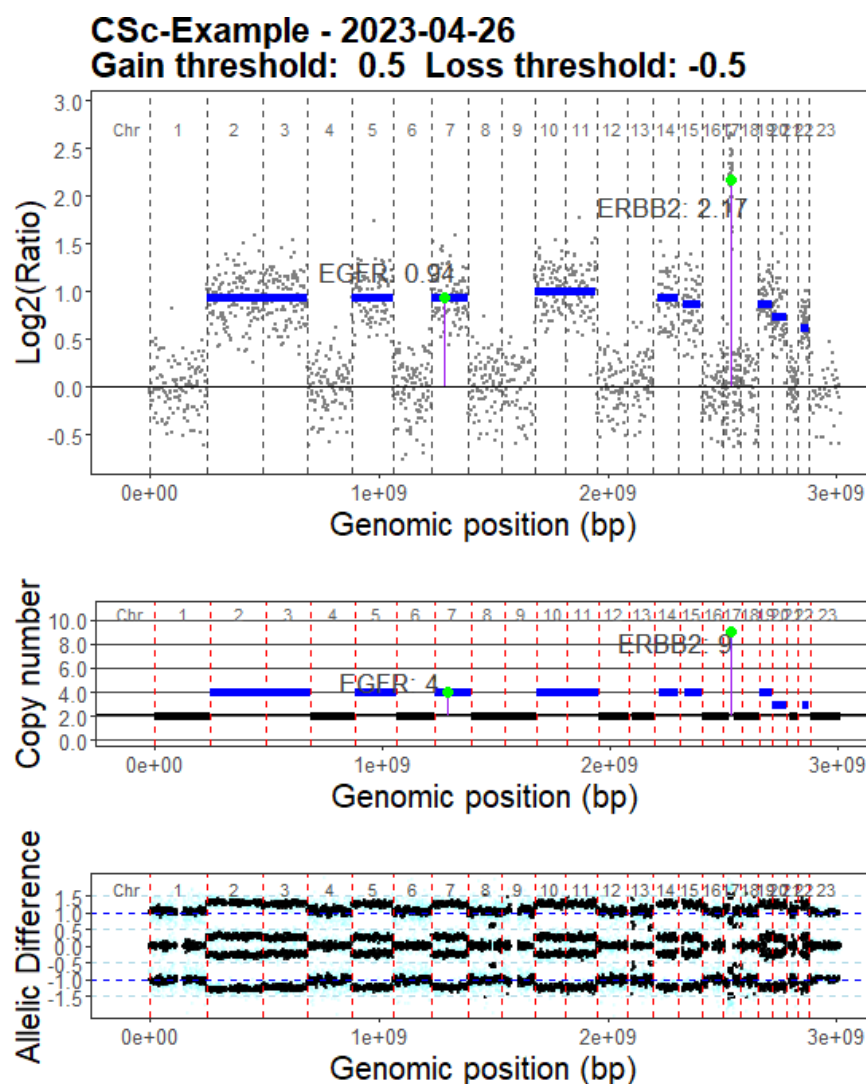 CSc-Example - 2023-04-26
Gain threshold:  0.5  Loss threshold: -0.5
Log2(Ratio)
3.0
2.5
2.0
1.5
1.0
0.5
0.0
-0.5
Chr 1 2 3 4 5 6 7 8 9 10 11 12 13 14 15 16 17 18 19 20 21 22 23
ERBB2: 2.17
EGFR: 0.94
0e+00 1e+09 2e+09 3e+09
Genomic position (bp)
Copy number
10.0
8.0
6.0
4.0
2.0
0.0
Chr 1 2 3 4 5 6 7 8 9 10 11 12 13 14 15 16 17 18 19 20 21 22 23
ERBB2: 9
EGFR: 4
0e+00 1e+09 2e+09 3e+09
Genomic position (bp)
Allelic Difference
1.5
1.0
0.5
0.0
-0.5
-1.0
-1.5
Chr 1 2 3 4 5 6 7 8 9 10 11 12 13 14 15 16 17 18 19 20 21 22 23
0e+00 1e+09 2e+09 3e+09
Genomic position (bp)